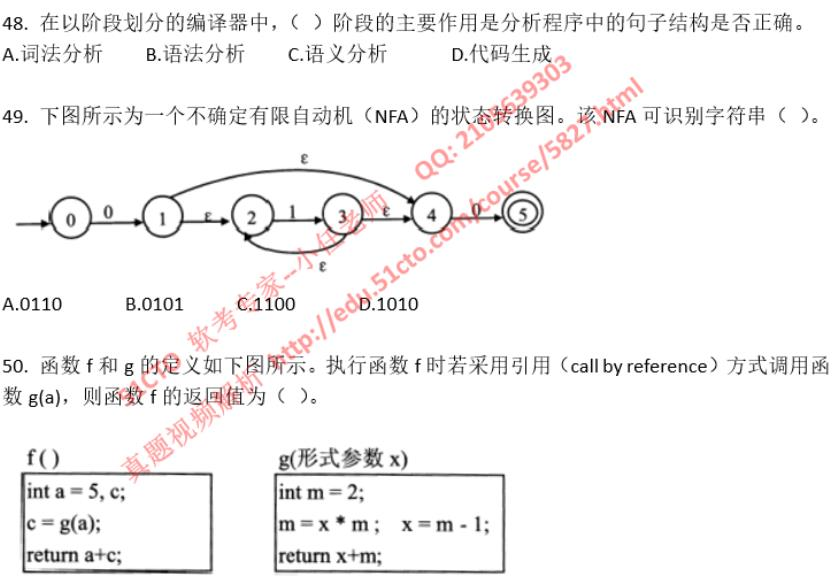 48. 在以阶段划分的编译器中，（ ）阶段的主要作用是分析程序中的句子结构是否正确。
A.词法分析 B.语法分析 C.语义分析 D.代码生成
49. 下图所示为一个不确定有限自动机（NFA）的状态转换图。该 NFA 可识别字符串（ ）。
ε
0 0 1 ε 2 1 3 ε 4 0 5
ε
A.0110 B.0101 C.1100 D.1010
50. 函数 f 和 g 的定义如下图所示。执行函数 f 时若采用引用（call by reference）方式调用函
数 g(a)，则函数 f 的返回值为（ ）。
f ( )
int a = 5, c;
c = g(a);
return a+c;
g(形式参数 x)
int m = 2;
m = x * m ; x = m - 1;
return x+m;
51CTO 软考专家--小任老师 QQ: 2105639303
真题视频解析 http://edu.51cto.com/course/5827.html